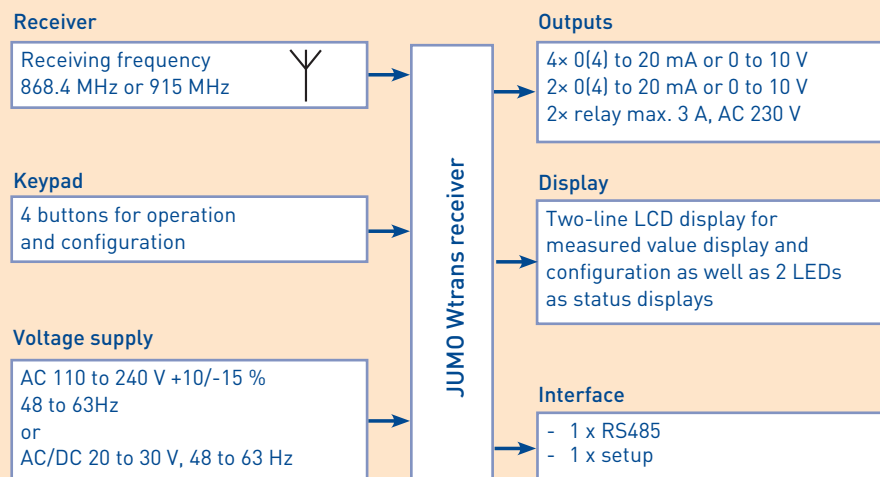 Receiver
Receiving frequency
868.4 MHz or 915 MHz
Keypad
4 buttons for operation
and configuration
Voltage supply
AC 110 to 240 V +10/-15 %
48 to 63Hz
or
AC/DC 20 to 30 V, 48 to 63 Hz
JUMO Wtrans receiver
Outputs
4× 0(4) to 20 mA or 0 to 10 V
2× 0(4) to 20 mA or 0 to 10 V
2× relay max. 3 A, AC 230 V
Display
Two-line LCD display for
measured value display and
configuration as well as 2 LEDs
as status displays
Interface
- 1 x RS485
- 1 x setup